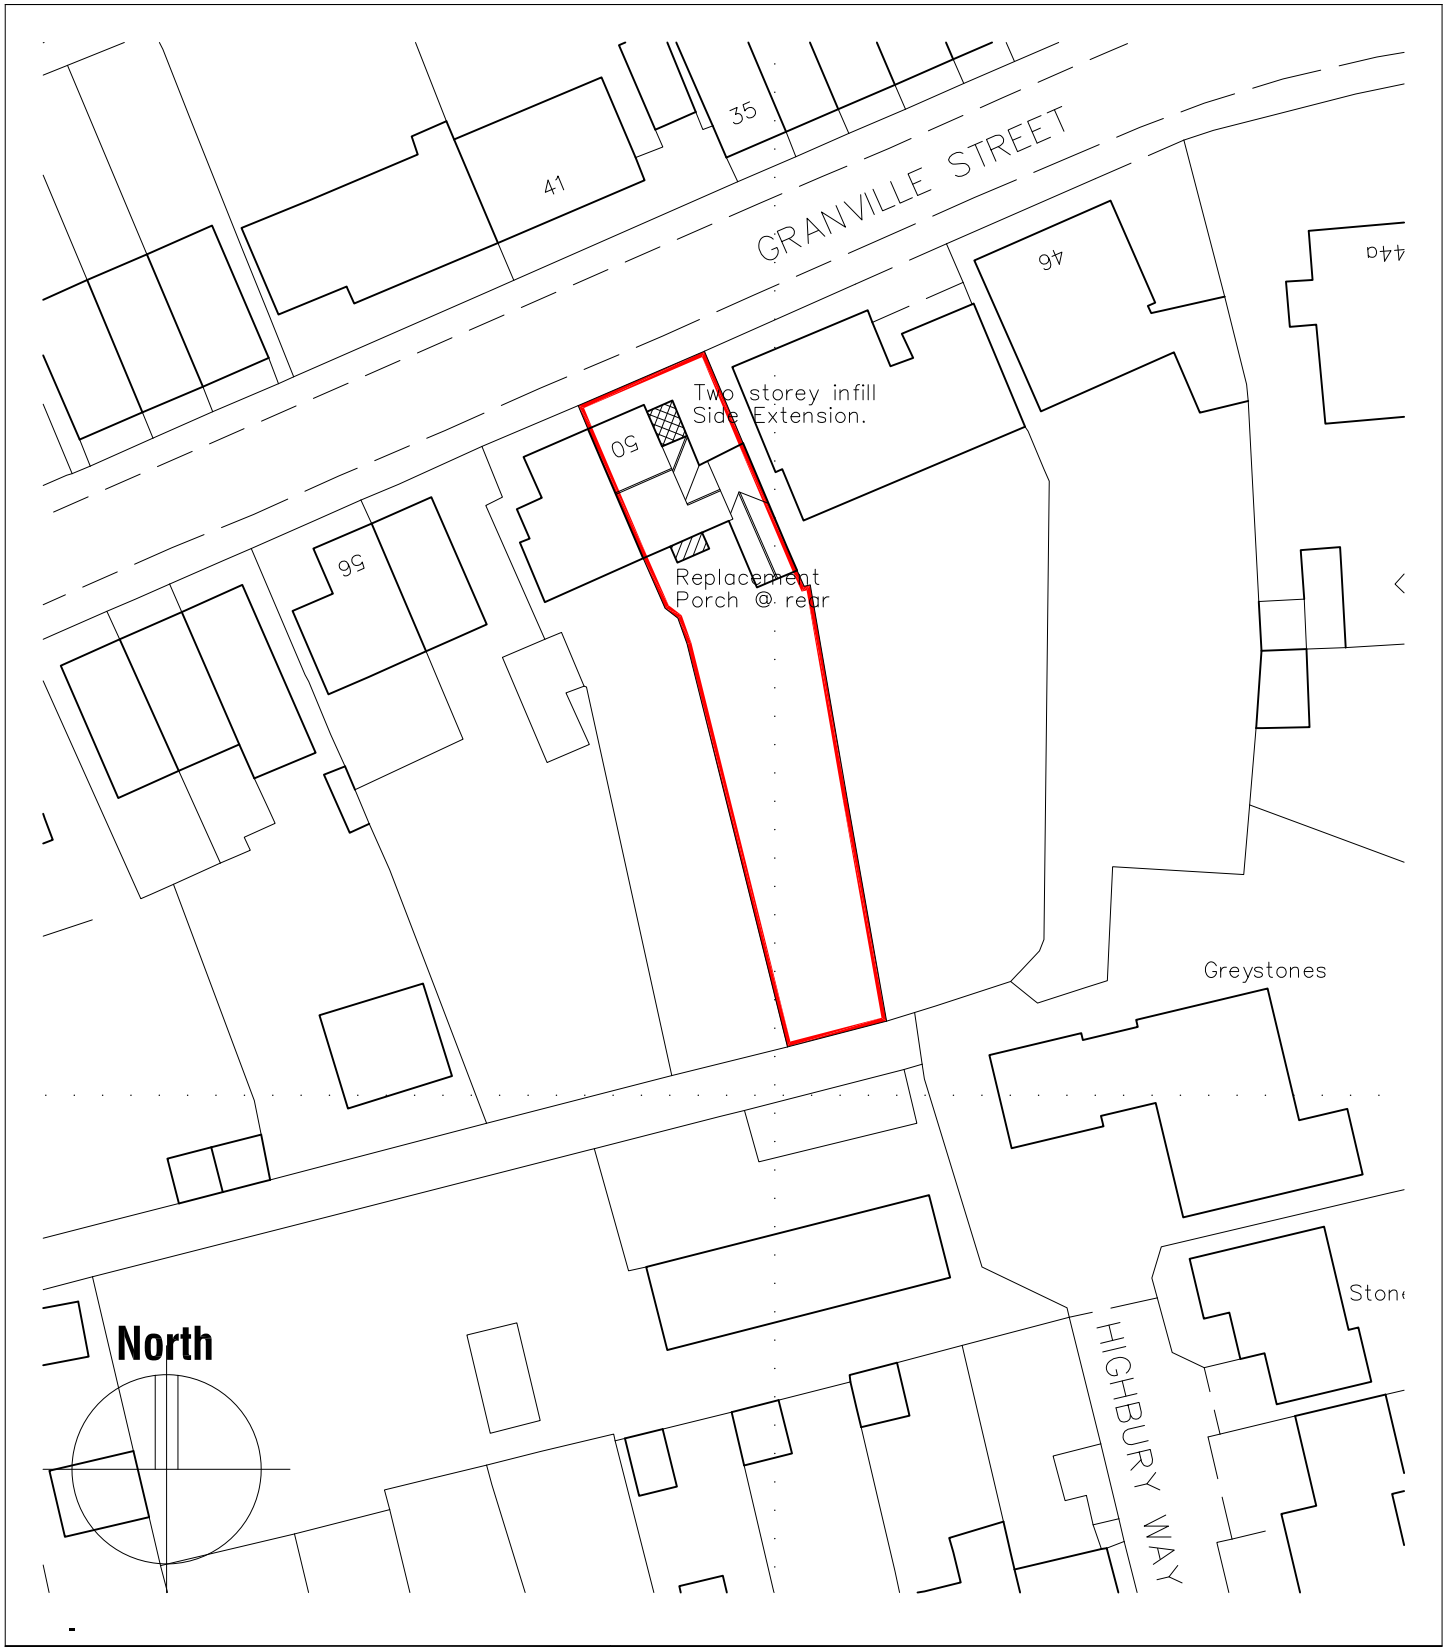 35
41
GRANVILLE STREET
46
44a
Two storey infill
Side Extension.
50
56
Replacement
Porch @ rear
Greystones
Stone
North
HIGHBURY WAY